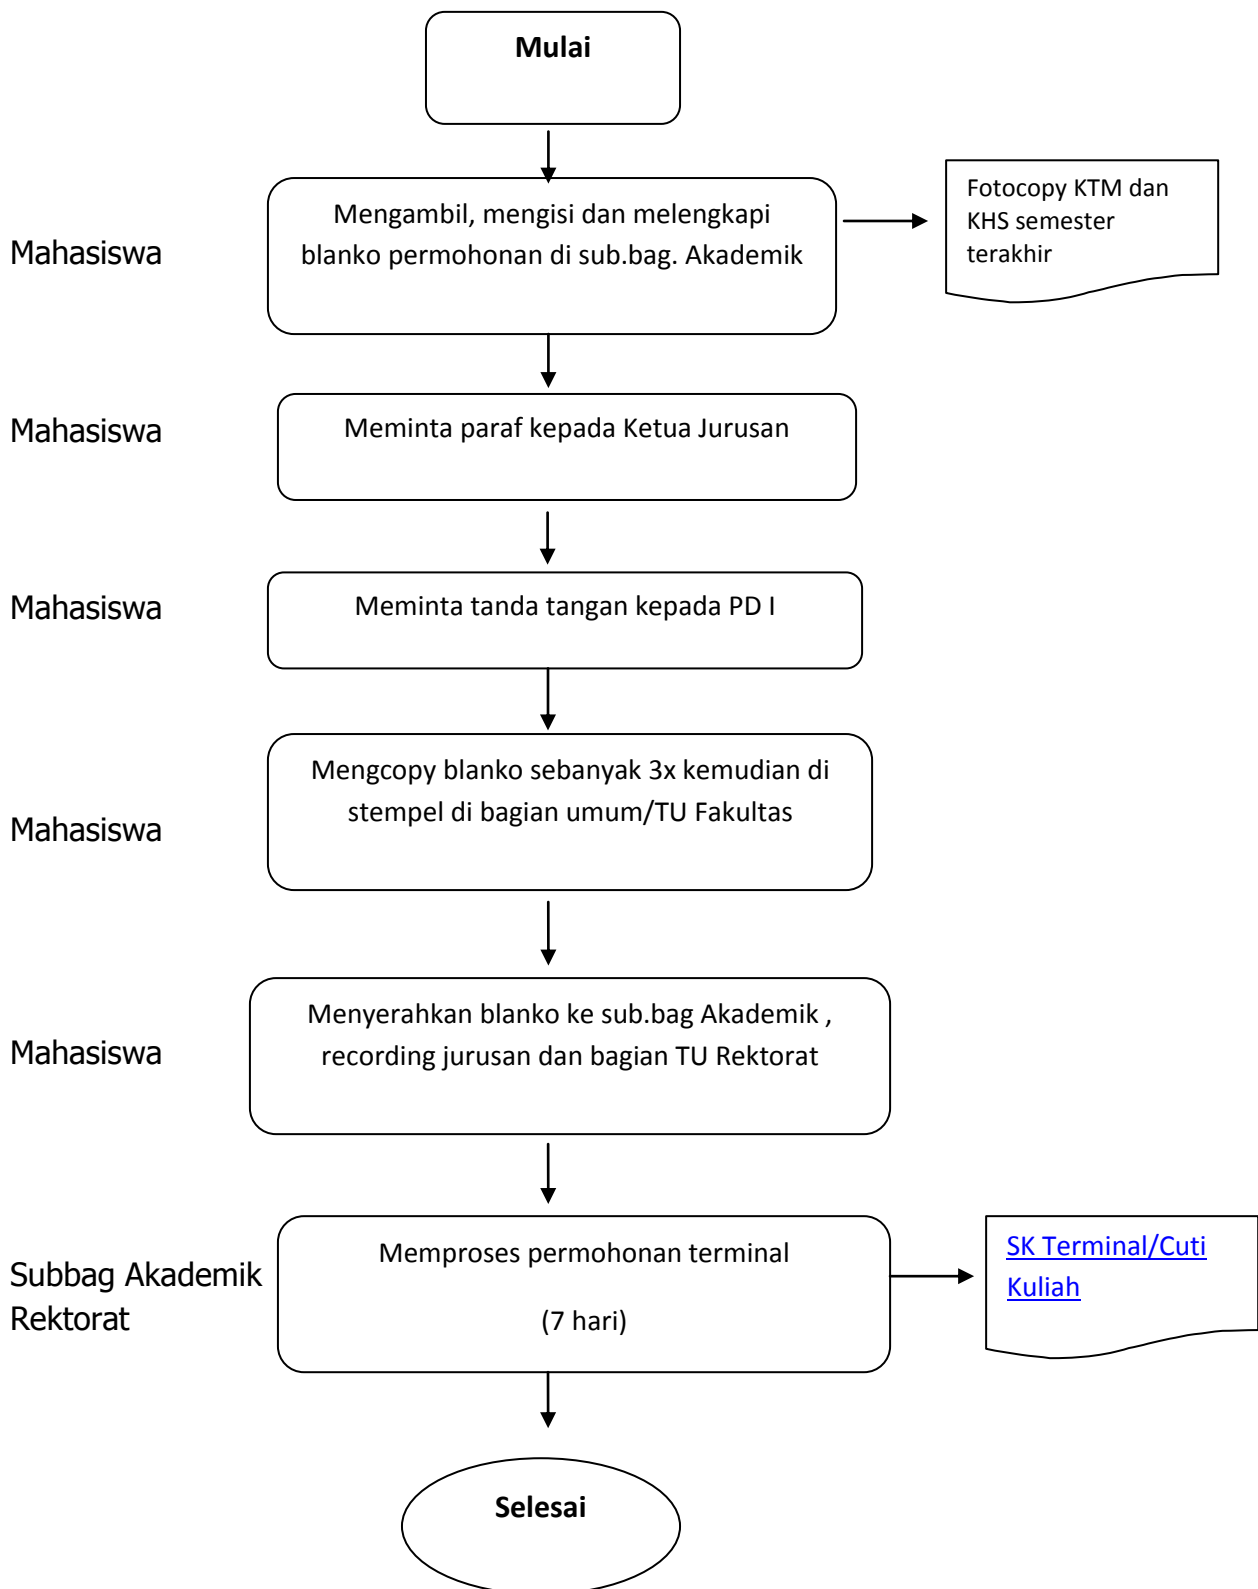 Mulai
Mahasiswa
Mengambil, mengisi dan melengkapi
blanko permohonan di sub.bag. Akademik
Fotocopy KTM dan
KHS semester
terakhir
Mahasiswa
Meminta paraf kepada Ketua Jurusan
Mahasiswa
Meminta tanda tangan kepada PD I
Mahasiswa
Mengcopy blanko sebanyak 3x kemudian di
stempel di bagian umum/TU Fakultas
Mahasiswa
Menyerahkan blanko ke sub.bag Akademik ,
recording jurusan dan bagian TU Rektorat
Subbag Akademik
Rektorat
Memproses permohonan terminal
(7 hari)
SK Terminal/Cuti
Kuliah
Selesai